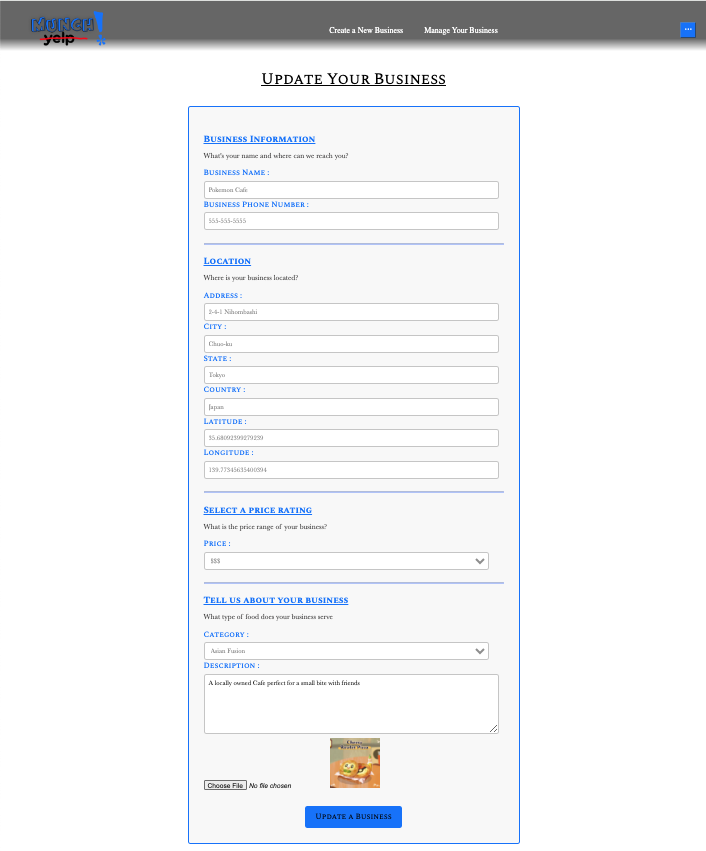 MUNCH!
yelp
Create a New Business
Manage Your Business
...
Update Your Business
Business Information
What's your name and where can we reach you?
Business Name :
Pokemon Cafe
Business Phone Number :
555-555-5555
Location
Where is your business located?
Address :
2-4-1 Nihombashi
City :
Chuo-ku
State :
Tokyo
Country :
Japan
Latitude :
35.68092399279239
Longitude :
139.77345635400394
Select a price rating
What is the price range of your business?
Price :
$$$
Tell us about your business
What type of food does your business serve
Category :
Asian Fusion
Description :
A locally owned Cafe perfect for a small bite with friends
Choose File No file chosen
Update a Business